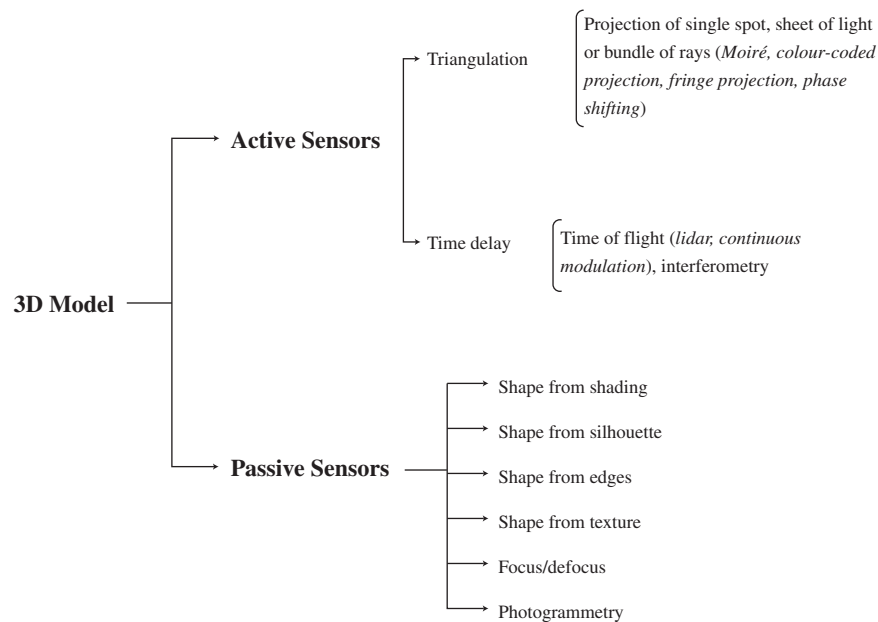 Projection of single spot, sheet of light
or bundle of rays (Moiré, colour-coded
projection, fringe projection, phase
shifting)
Triangulation
Active Sensors
Time delay
Time of flight (lidar, continuous
modulation), interferometry
3D Model
Shape from shading
Shape from silhouette
Passive Sensors
Shape from edges
Shape from texture
Focus/defocus
Photogrammetry